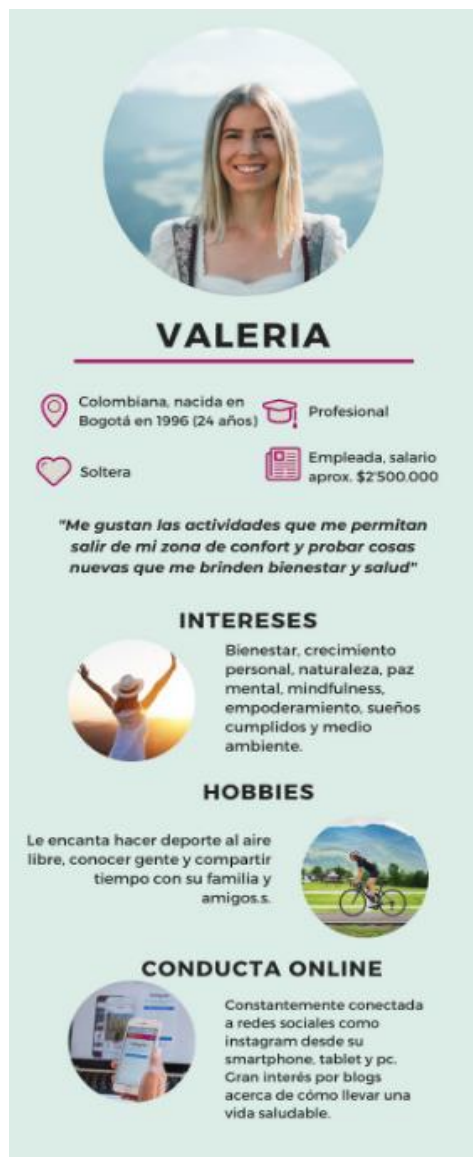 VALERIA
Colombiana, nacida en
Bogotá en 1996 (24 años)
Profesional
Soltera
Empleada, salario
aprox. $2'500.000
"Me gustan las actividades que me permitan
salir de mi zona de confort y probar cosas
nuevas que me brinden bienestar y salud"
INTERESES
Bienestar, crecimiento
personal, naturaleza, paz
mental, mindfulness,
empoderamiento, sueños
cumplidos y medio
ambiente.
HOBBIES
Le encanta hacer deporte al aire
libre, conocer gente y compartir
tiempo con su familia y
amigos.s.
CONDUCTA ONLINE
Constantemente conectada
a redes sociales como
instagram desde su
smartphone, tablet y pc.
Gran interés por blogs
acerca de cómo llevar una
vida saludable.